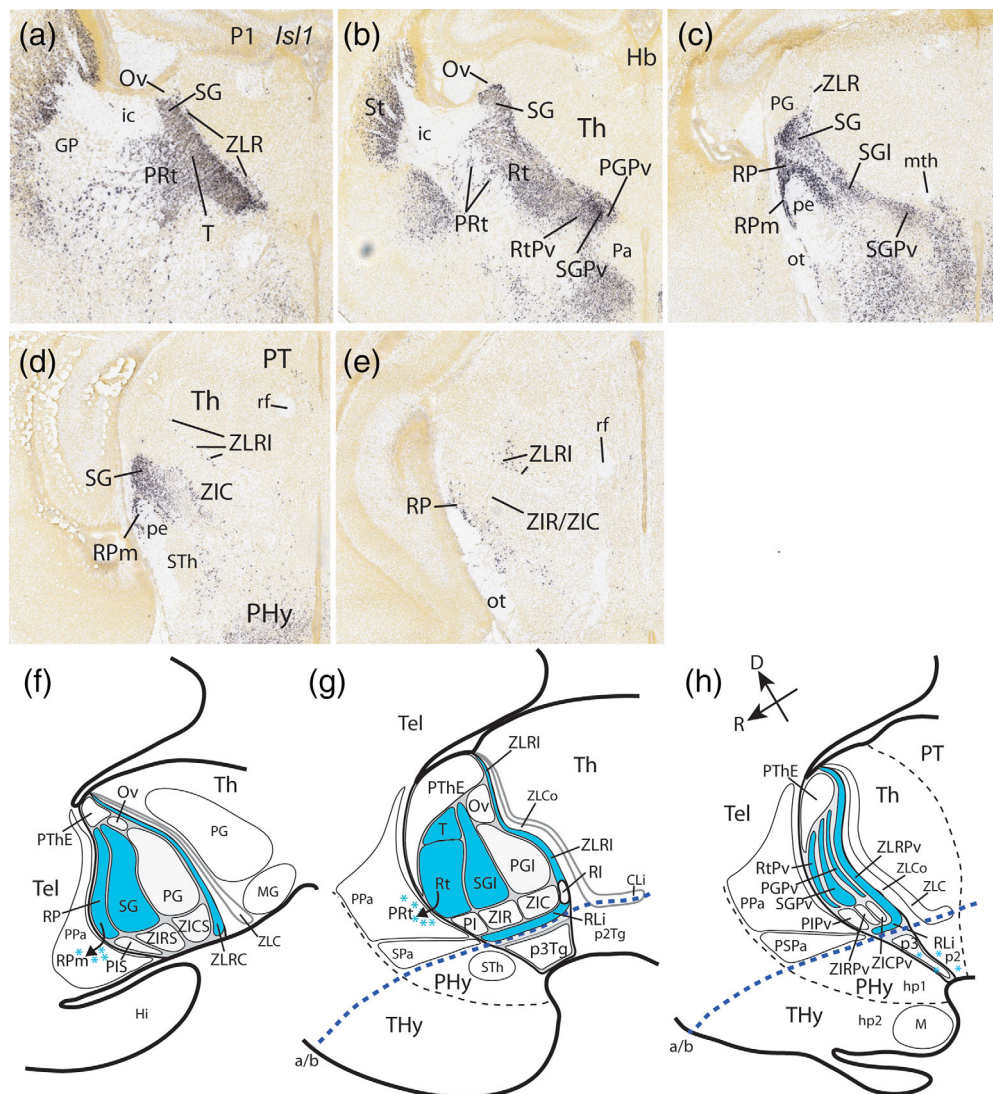 (a)
P1 Isl1
Ov
SG
ic
GP
ZLR
PRt
T
(b)
Hb
Ov
St
SG
ic
Th
PGPv
Rt
PRt
RtPv
Pa
SGPv
(c)
ZLR
PG
SG
SGI
mth
RP
pe
RPm
SGPv
ot
(d)
PT
Th
rf
ZLRI
SG
ZIC
pe
RPm
STh
PHy
(e)
rf
ZLRI
RP
ZIR/ZIC
ot
(f)
Th
Ov
PThE
PG
Tel
RP
SG
PG
MG
PPa
ZICS
ZIRS
ZLC
RPm
**
**
PIS
ZLRC
Hi
(g)
Tel
ZLRI
Th
PThE
Ov
ZLCo
T
ZLRI
PGI
RI
Rt
SGI
PPa
CLi
ZIC
PRt
ZIR
PI
RLi
p2Tg
SPa
p3Tg
STh
PHy
THy
a/b
(h)
D
R
PT
PThE
Th
Tel
ZLRPv
RtPv
ZLCo
PGPv
PPa
SGPv
ZLC
PIPv
PSPa
p3
RLi
ZIRPv
ZICPv
p2
PHy
hp1
THy
hp2
M
a/b